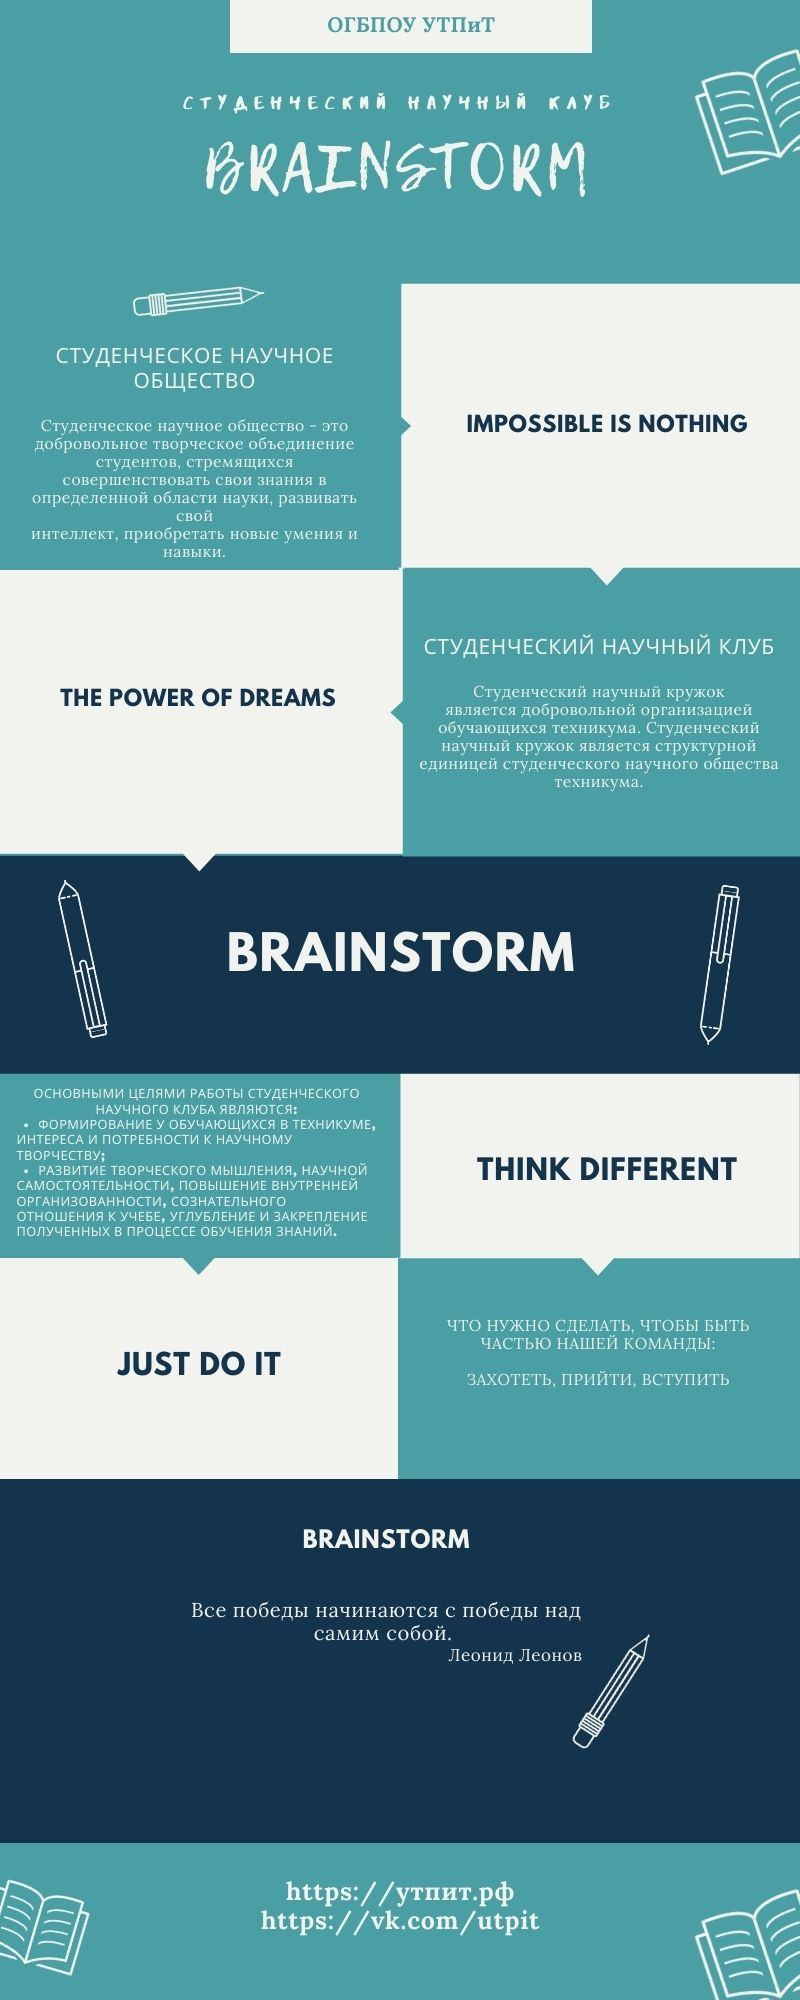 ОГБПОУ УТПиТ
СТУДЕНЧЕСКИЙ НАУЧНЫЙ КЛУБ
BRAINSTORM
СТУДЕНЧЕСКОЕ НАУЧНОЕ
ОБЩЕСТВО
Студенческое научное общество - это
добровольное творческое объединение
студентов, стремящихся
совершенствовать свои знания в
определенной области науки, развивать
свой
интеллект, приобретать новые умения и
навыки.
IMPOSSIBLE IS NOTHING
THE POWER OF DREAMS
СТУДЕНЧЕСКИЙ НАУЧНЫЙ КЛУБ
Студенческий научный кружок
является добровольной организацией
обучающихся техникума. Студенческий
научный кружок является структурной
единицей студенческого научного общества
техникума.
BRAINSTORM
ОСНОВНЫМИ ЦЕЛЯМИ РАБОТЫ СТУДЕНЧЕСКОГО
НАУЧНОГО КЛУБА ЯВЛЯЮТСЯ:
• ФОРМИРОВАНИЕ У ОБУЧАЮЩИХСЯ В ТЕХНИКУМЕ,
ИНТЕРЕСА И ПОТРЕБНОСТИ К НАУЧНОМУ
ТВОРЧЕСТВУ;
• РАЗВИТИЕ ТВОРЧЕСКОГО МЫШЛЕНИЯ, НАУЧНОЙ
САМОСТОЯТЕЛЬНОСТИ, ПОВЫШЕНИЕ ВНУТРЕННЕЙ
ОРГАНИЗОВАННОСТИ, СОЗНАТЕЛЬНОГО
ОТНОШЕНИЯ К УЧЕБЕ, УГЛУБЛЕНИЕ И ЗАКРЕПЛЕНИЕ
ПОЛУЧЕННЫХ В ПРОЦЕССЕ ОБУЧЕНИЯ ЗНАНИЙ.
THINK DIFFERENT
JUST DO IT
ЧТО НУЖНО СДЕЛАТЬ, ЧТОБЫ БЫТЬ
ЧАСТЬЮ НАШЕЙ КОМАНДЫ:
ЗАХОТЕТЬ, ПРИЙТИ, ВСТУПИТЬ
BRAINSTORM
Все победы начинаются с победы над
самим собой.
Леонид Леонов
https://утпит.рф
https://vk.com/utpit